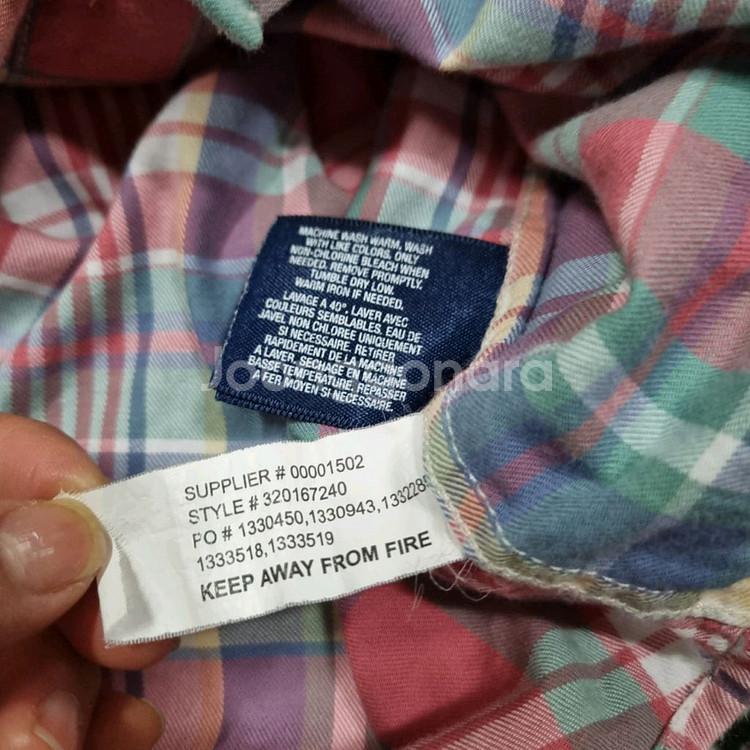 MACHINE WASH WARM, WASH
WITH LIKE COLORS. ONLY
NON-CHLORINE BLEACH WHEN
NEEDED. REMOVE PROMPTLY.
TUMBLE DRY LOW.
WARM IRON IF NEEDED.
LAVAGE A 40°. LAVER AVEC
COULEURS SEMBLABLES. EAU DE
JAVEL NON CHLOREE UNIQUEMENT
SI NECESSAIRE. RETIRER
RAPIDEMENT DE LA MACHINE
A LAVER. SECHAGE EN MACHINE
BASSE TEMPERATURE. REPASSER
A FER MOYEN SI NECESSAIRE.
SUPPLIER # 00001502
STYLE # 320167240
PO # 1330450,1330943,133228
1333518,1333519
KEEP AWAY FROM FIRE